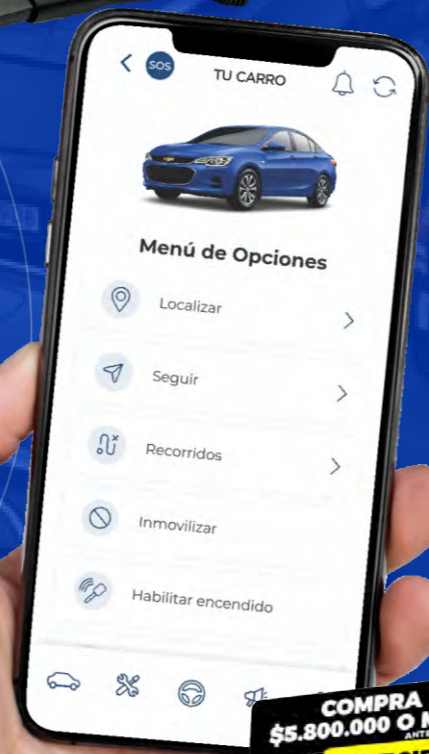 SOS
TU CARRO
Menú de Opciones
Localizar
Seguir
Recorridos
Inmovilizar
Habilitar encendido
COMPRA
$5.800.000 O